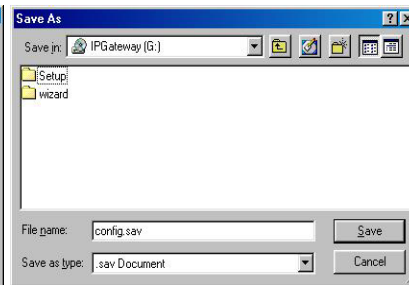 Save As
Save in: IPGateway (G:)
Setup
wizard
File name: config.sav Save
Save as type: .sav Document Cancel